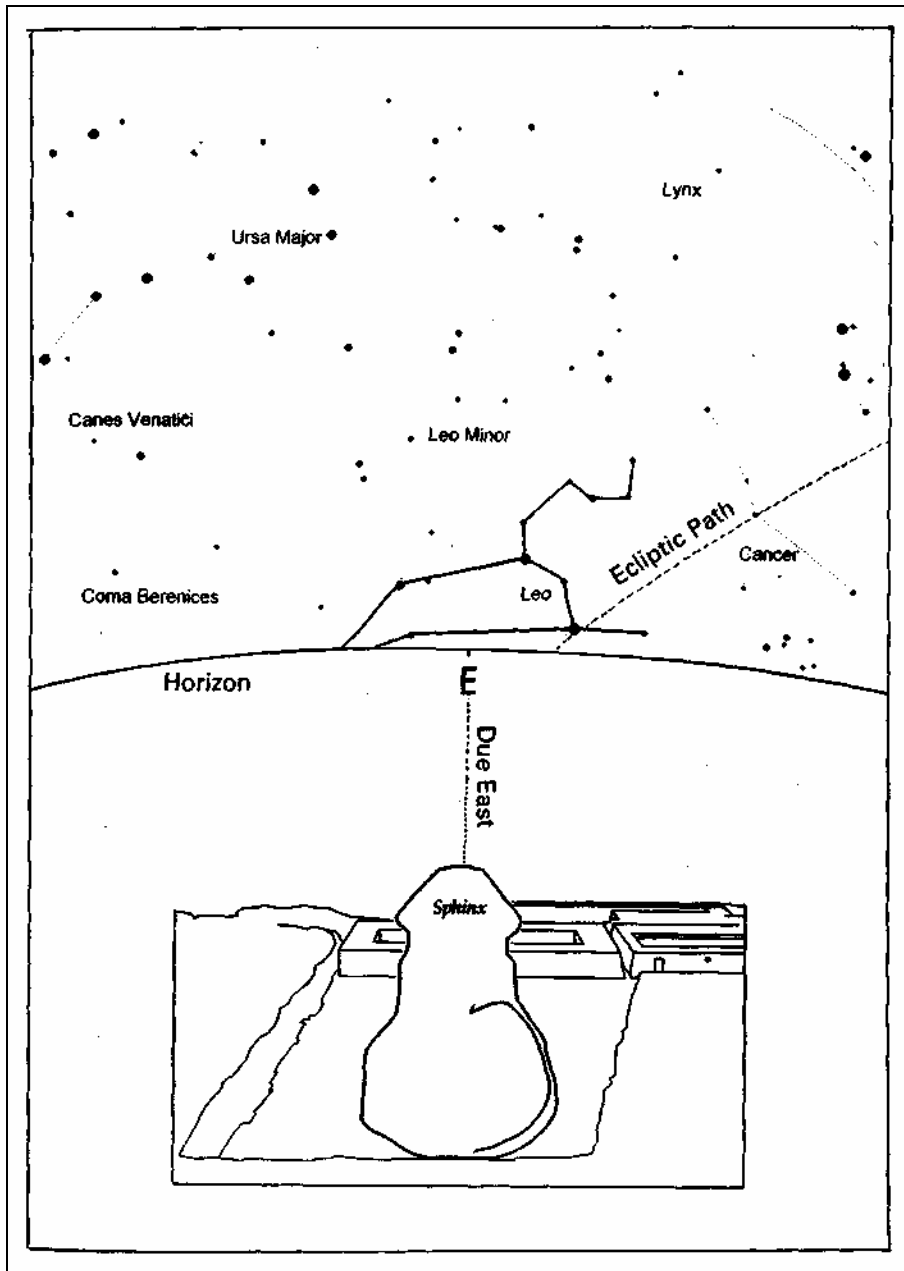 Lynx
Ursa Major
Canes Venatici
Leo Minor
Ecliptic Path
Cancer
Leo
Coma Berenices
Horizon
E
Due East
Sphinx